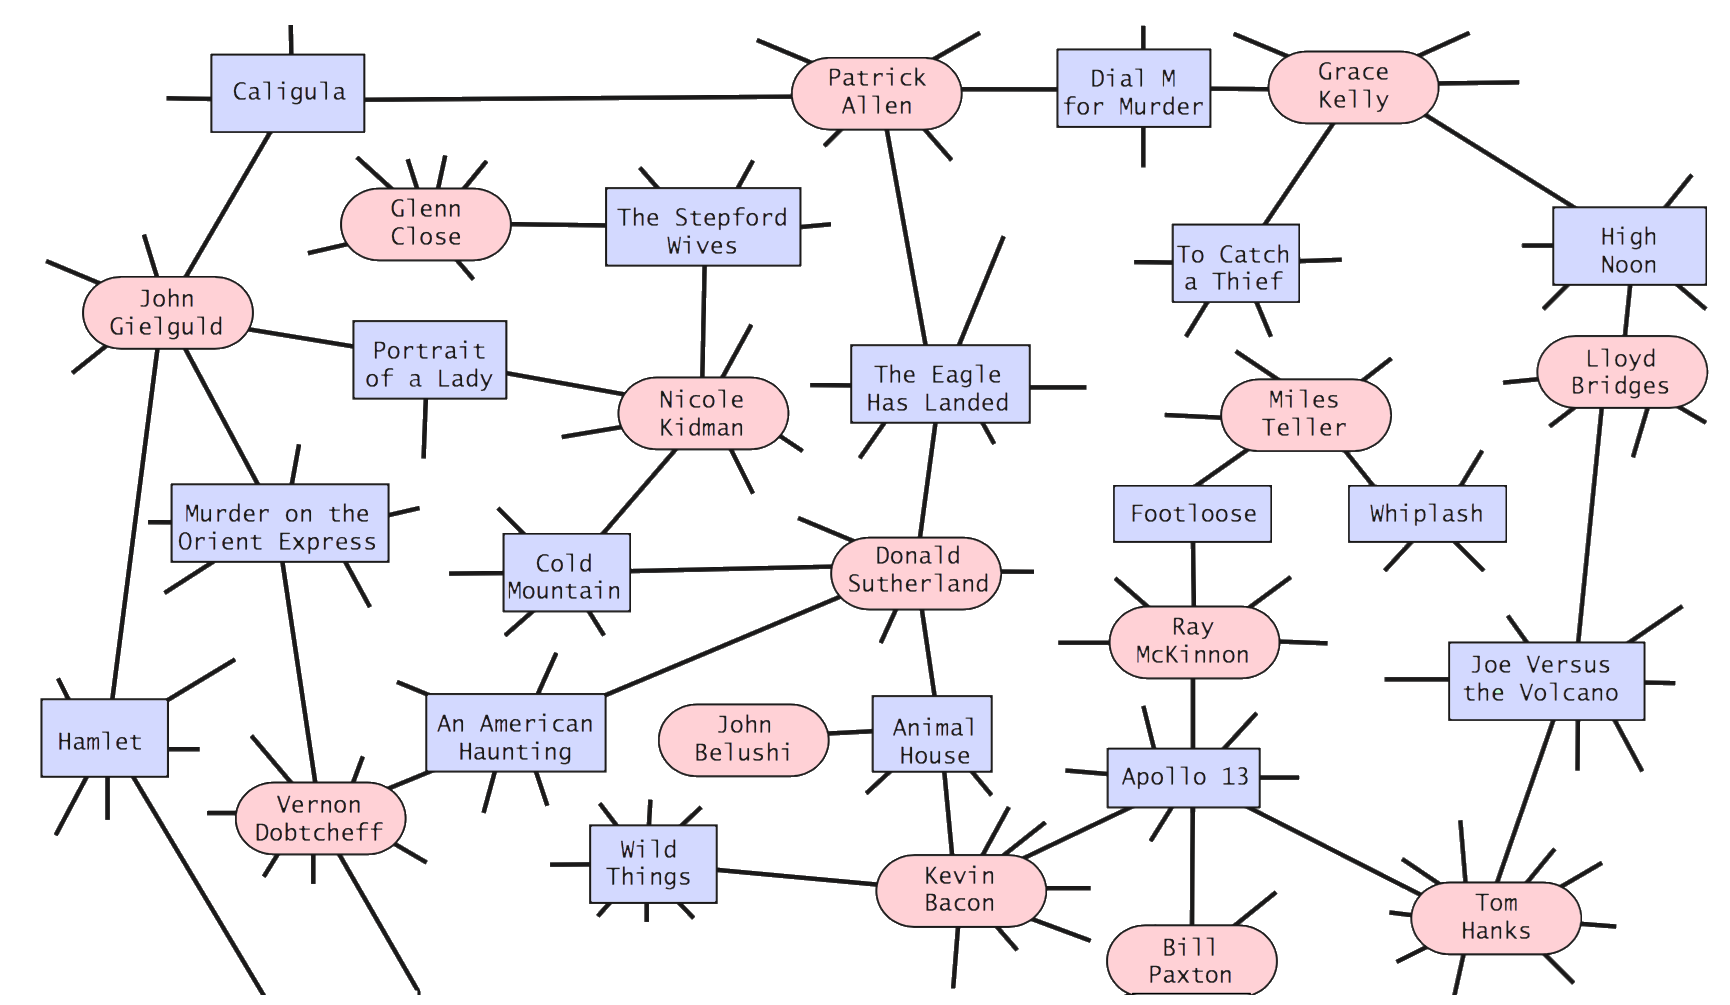 Caligula
Patrick
Allen
Dial M
for Murder
Grace
Kelly
Glenn
Close
The Stepford
Wives
To Catch
a Thief
High
Noon
John
Gielguld
Portrait
of a Lady
Nicole
Kidman
The Eagle
Has Landed
Miles
Teller
Lloyd
Bridges
Murder on the
Orient Express
Cold
Mountain
Donald
Sutherland
Footloose
Whiplash
Ray
McKinnon
Joe Versus
the Volcano
Hamlet
An American
Haunting
John
Belushi
Animal
House
Apollo 13
Vernon
Dobtcheff
Wild
Things
Kevin
Bacon
Tom
Hanks
Bill
Paxton